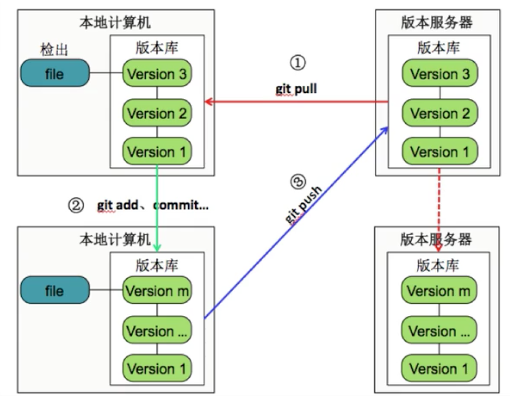 本地计算机
检出
版本库
file
Version 3
Version 2
Version 1
①
git pull
版本服务器
版本库
Version 3
Version 2
Version 1
② git add、commit...
③
git push
本地计算机
版本库
file
Version m
Version ...
Version 1
版本服务器
版本库
Version m
Version ...
Version 1